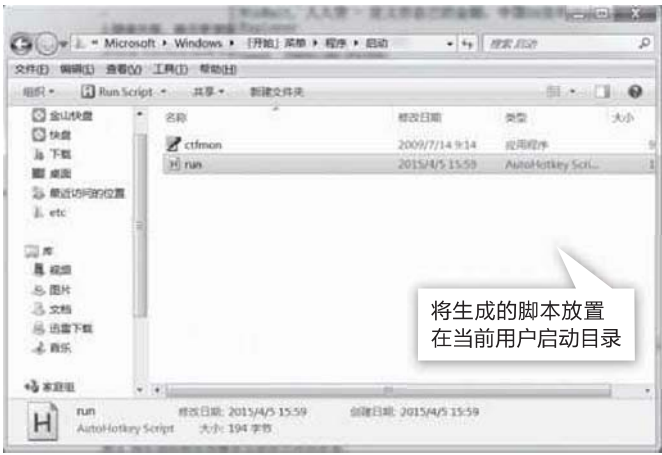 « Microsoft ▸ Windows ▸ 「开始」菜单 ▸ 程序 ▸ 启动
搜索 启动
文件(F) 编辑(E) 查看(V) 工具(T) 帮助(H)
组织 Run Script 共享 新建文件夹
金山快盘
快盘
下载
桌面
最近访问的位置
etc
库
视频
图片
文档
迅雷下载
音乐
家庭组
名称 修改日期 类型 大小
ctfmon 2009/7/14 9:14 应用程序 9
run 2015/4/5 15:59 AutoHotkey Scri... 1
将生成的脚本放置
在当前用户启动目录
run 修改日期: 2015/4/5 15:59 创建日期: 2015/4/5 15:59
AutoHotkey Script 大小: 194 字节